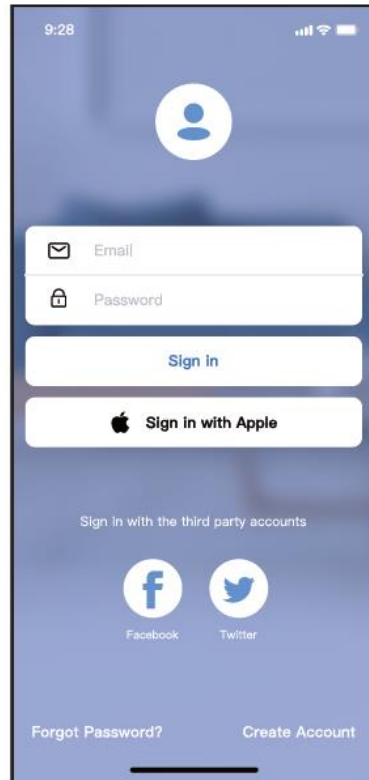 9:28
Email
Password
Sign in
Sign in with Apple
Sign in with the third party accounts
Facebook Twitter
Forgot Password? Create Account